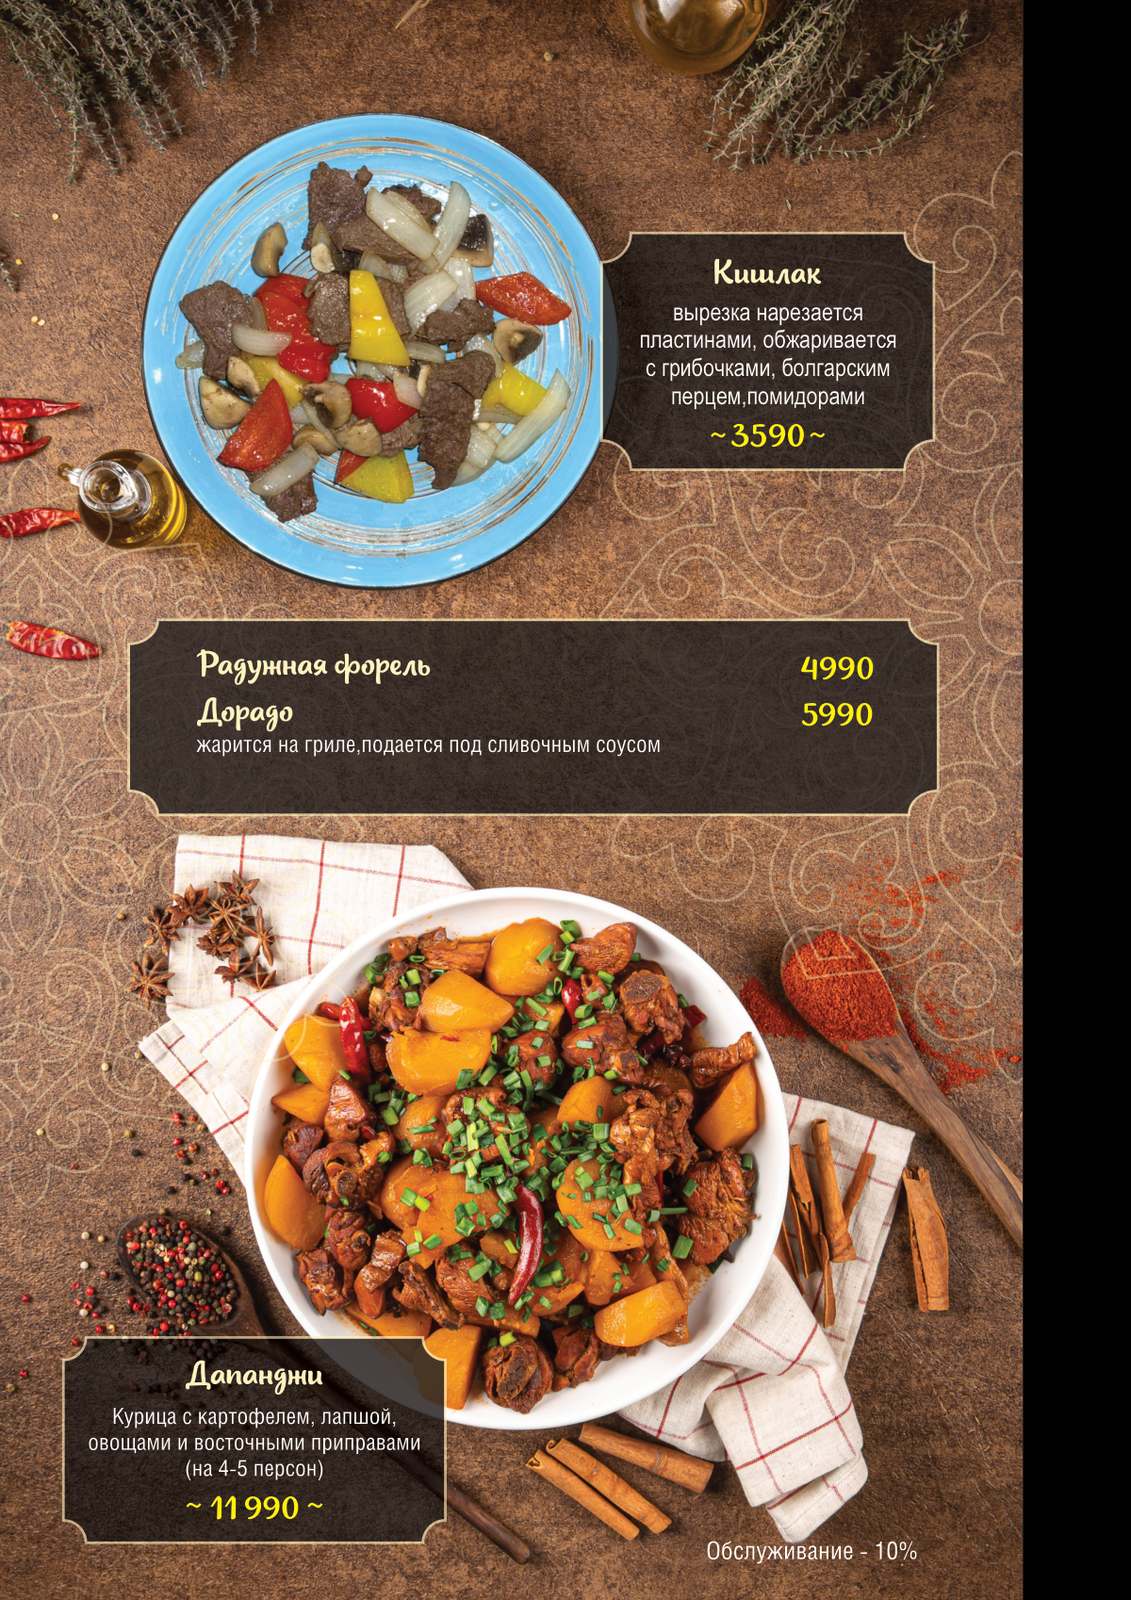 Кишлак
вырезка нарезается
пластинами, обжаривается
с грибочками, болгарским
перцем,помидорами
~3590~
Радужная форель 4990
Дорадо 5990
жарится на гриле,подается под сливочным соусом
Дапанджи
Курица с картофелем, лапшой,
овощами и восточными приправами
(на 4-5 персон)
~ 11 990 ~
Обслуживание - 10%